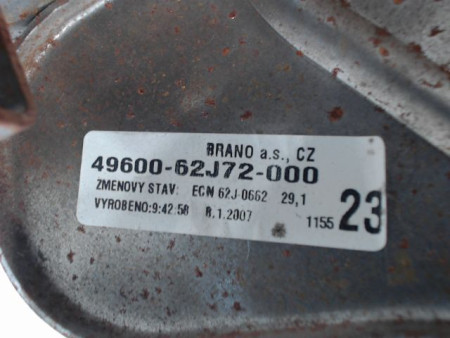 BRANO a.s., CZ
49600-62J72-000
ZMENOVY STAV: ECN 62J-0662 29,1
VYROBENO:9:42:58 8.1.2007
1155 23